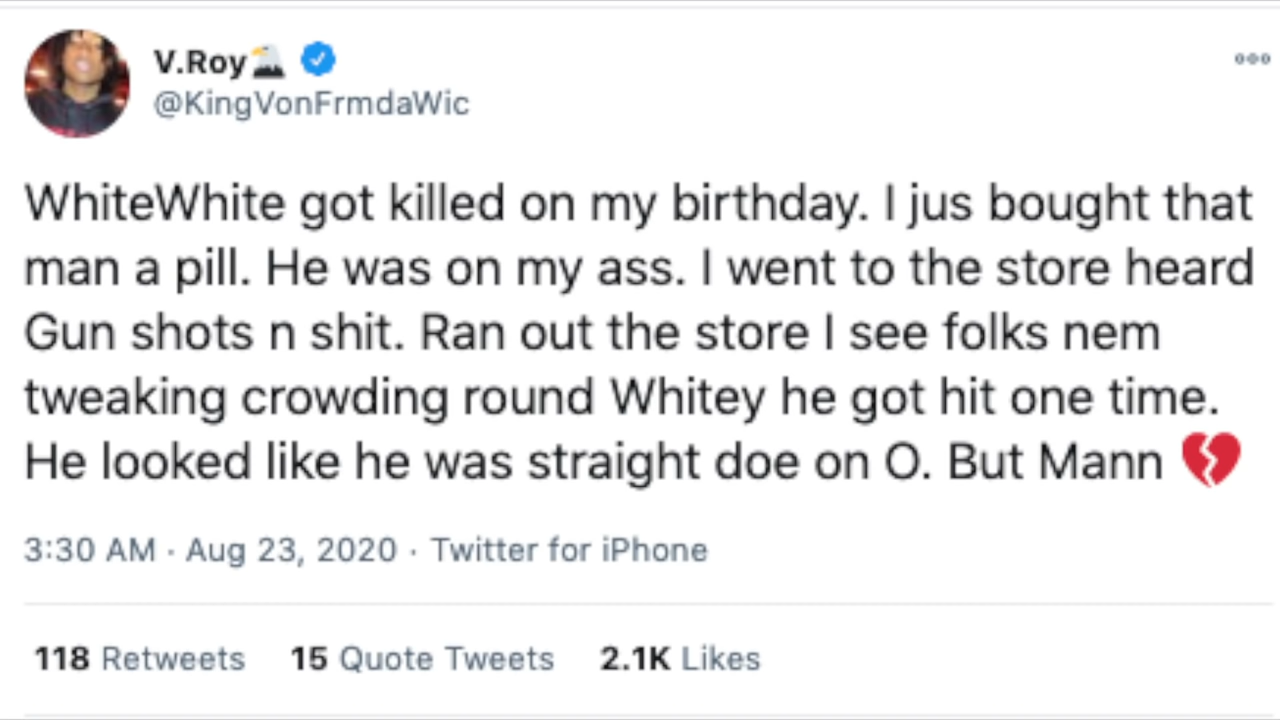 V.Roy🦅
@KingVonFrmdaWic
WhiteWhite got killed on my birthday. I jus bought that
man a pill. He was on my ass. I went to the store heard
Gun shots n shit. Ran out the store I see folks nem
tweaking crowding round Whitey he got hit one time.
He looked like he was straight doe on O. But Mann 💔
3:30 AM · Aug 23, 2020 · Twitter for iPhone
118 Retweets 15 Quote Tweets 2.1K Likes